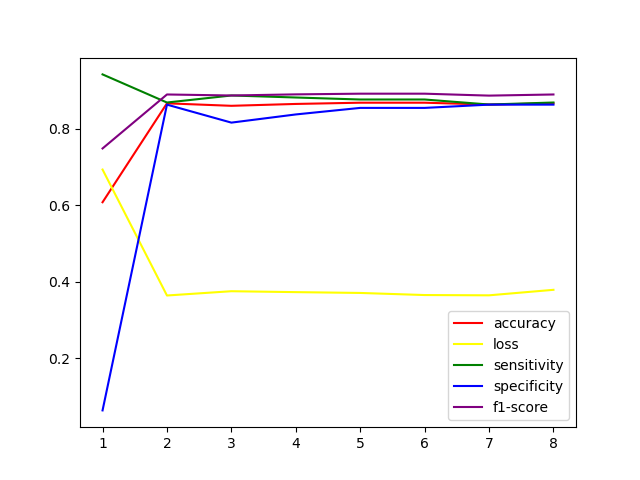 0.8
0.6
0.4
0.2
accuracy
loss
sensitivity
specificity
f1-score
1 2 3 4 5 6 7 8